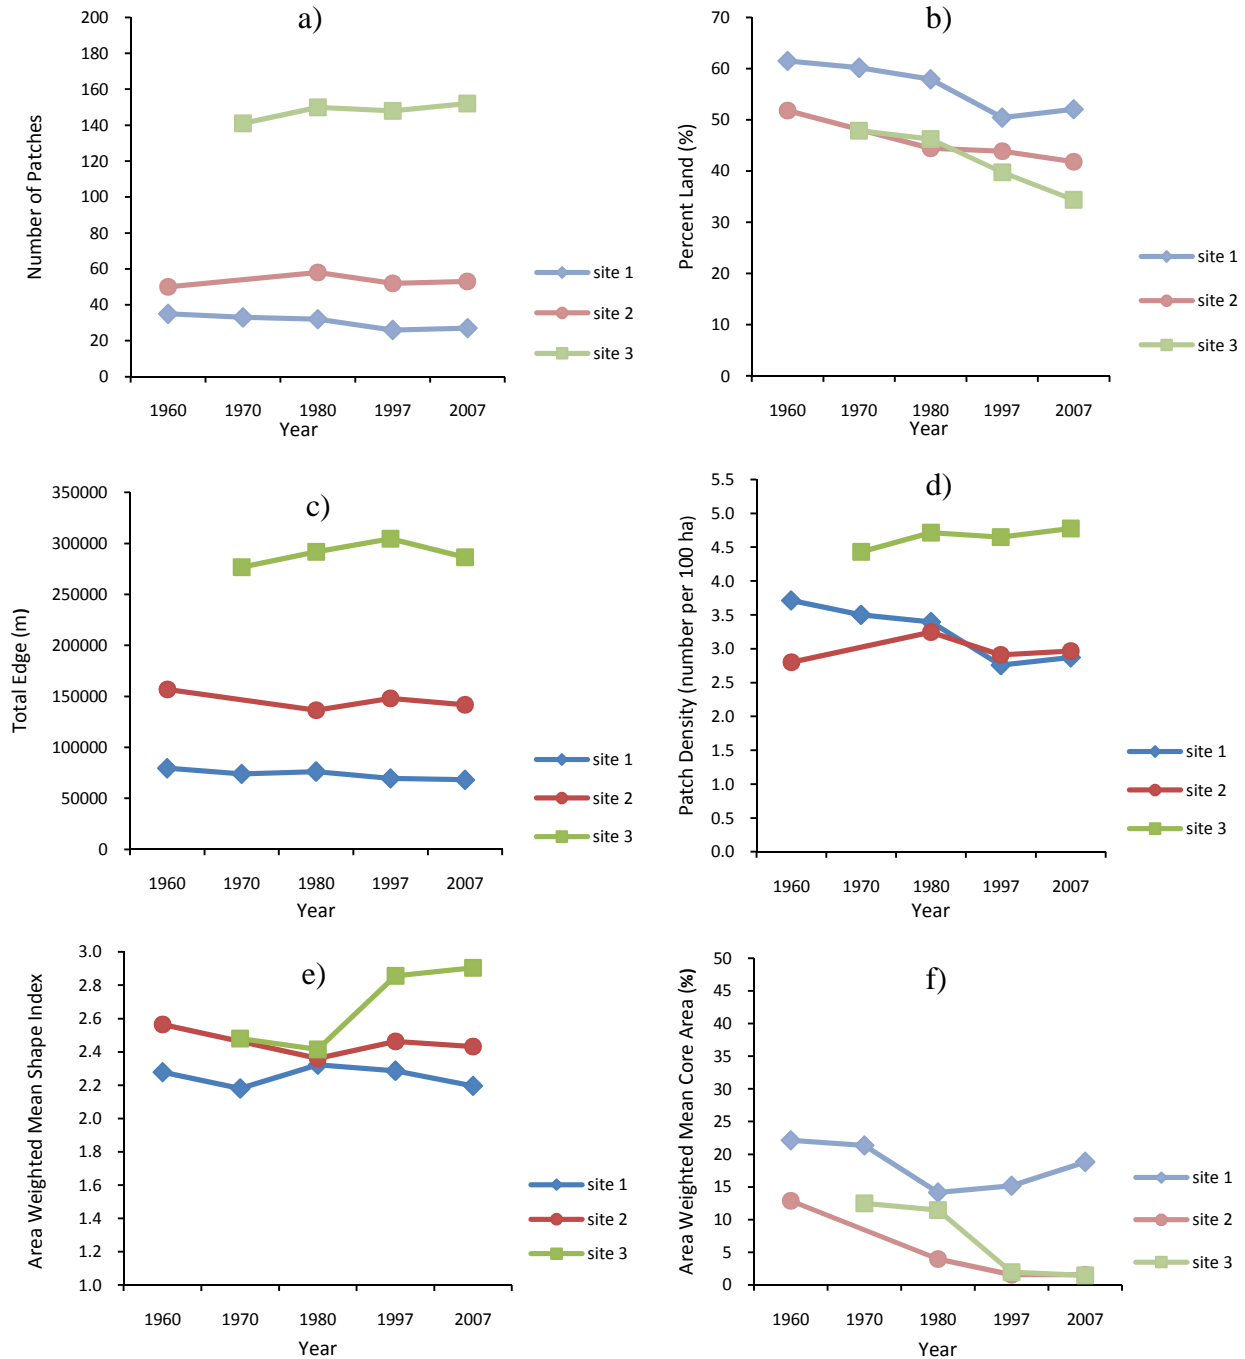 a)
Number of Patches
200
180
160
140
120
100
80
60
40
20
0
1960 1970 1980 1997 2007
Year
site 1
site 2
site 3
b)
Percent Land (%)
70
60
50
40
30
20
10
0
1960 1970 1980 1997 2007
Year
site 1
site 2
site 3
c)
Total Edge (m)
350000
300000
250000
200000
150000
100000
50000
0
1960 1970 1980 1997 2007
Year
site 1
site 2
site 3
d)
Patch Density (number per 100 ha)
5.5
5.0
4.5
4.0
3.5
3.0
2.5
2.0
1.5
1.0
0.5
0.0
1960 1970 1980 1997 2007
Year
site 1
site 2
site 3
e)
Area Weighted Mean Shape Index
3.0
2.8
2.6
2.4
2.2
2.0
1.8
1.6
1.4
1.2
1.0
1960 1970 1980 1997 2007
Year
site 1
site 2
site 3
f)
Area Weighted Mean Core Area (%)
50
45
40
35
30
25
20
15
10
5
0
1960 1970 1980 1997 2007
Year
site 1
site 2
site 3